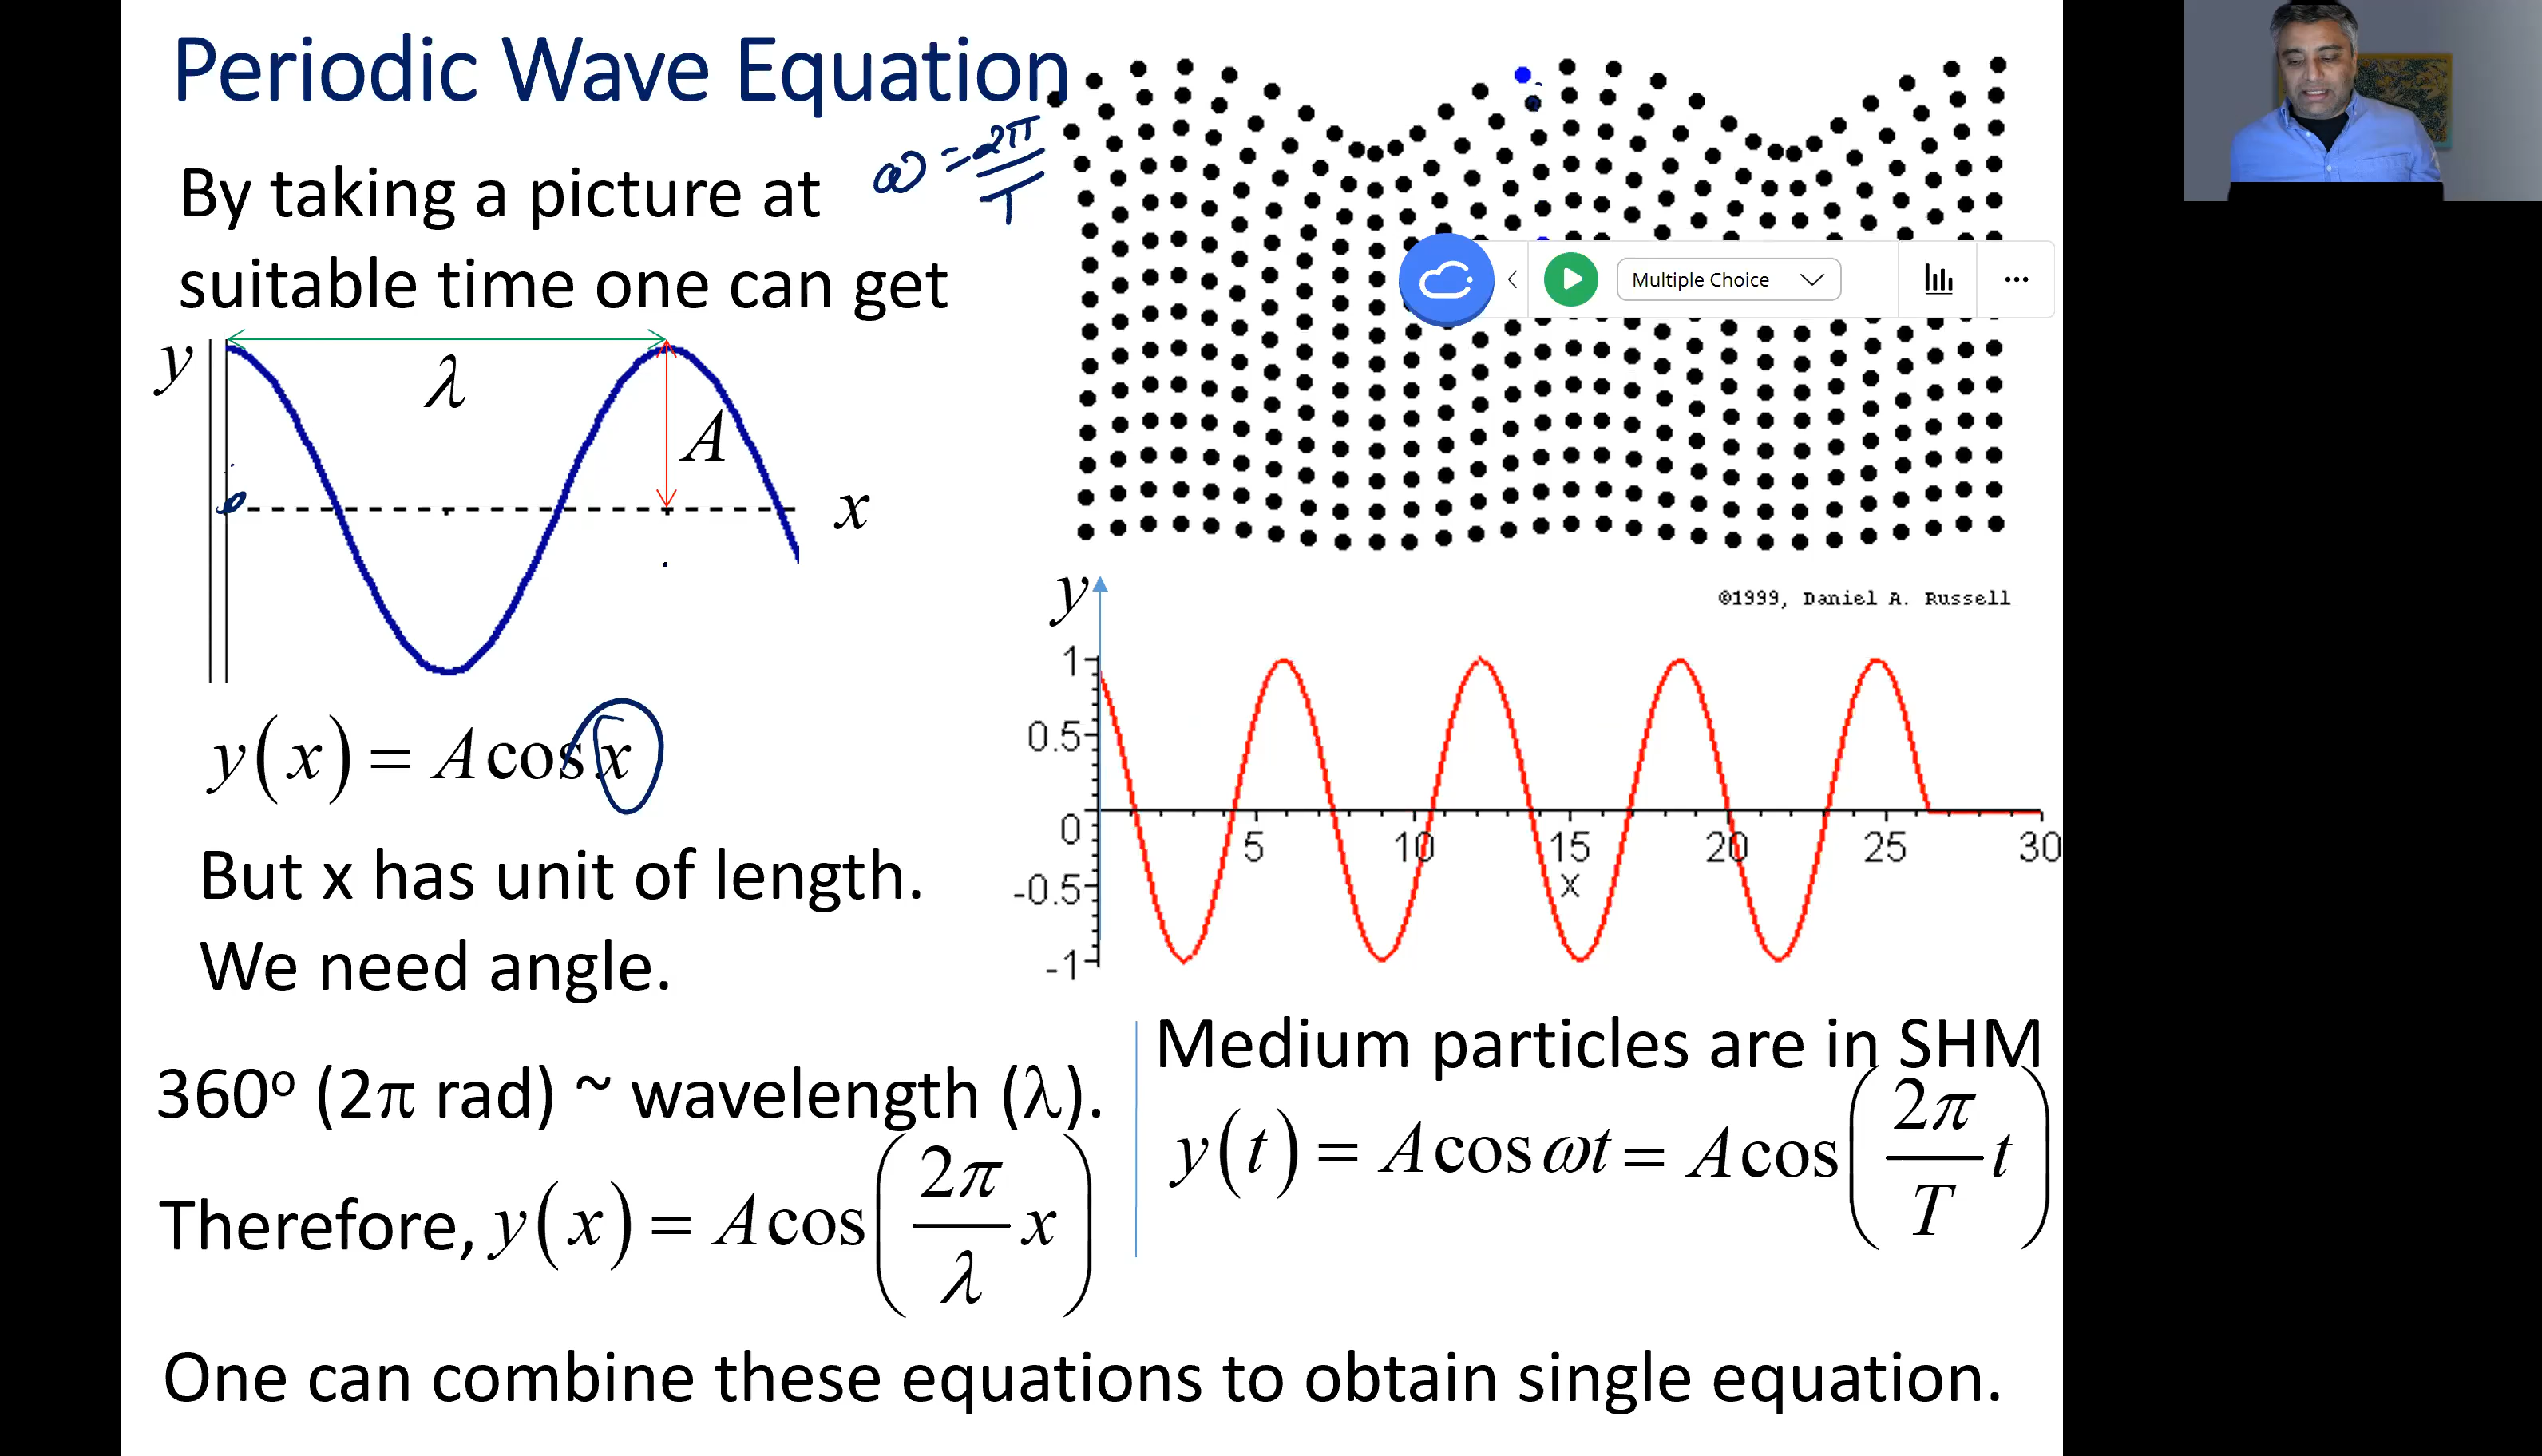 Periodic Wave Equation
ω = 2π/T
By taking a picture at
suitable time one can get
Multiple Choice
y
λ
A
x
0
©1999, Daniel A. Russell
y
1
0.5
0
-0.5
-1
5 10 15 20 25 30
x
y(x) = A cos x
But x has unit of length.
We need angle.
360º (2π rad) ~ wavelength (λ).
Therefore, y(x) = A cos(2π/λ x)
Medium particles are in SHM
y(t) = A cos ωt = A cos(2π/T t)
One can combine these equations to obtain single equation.